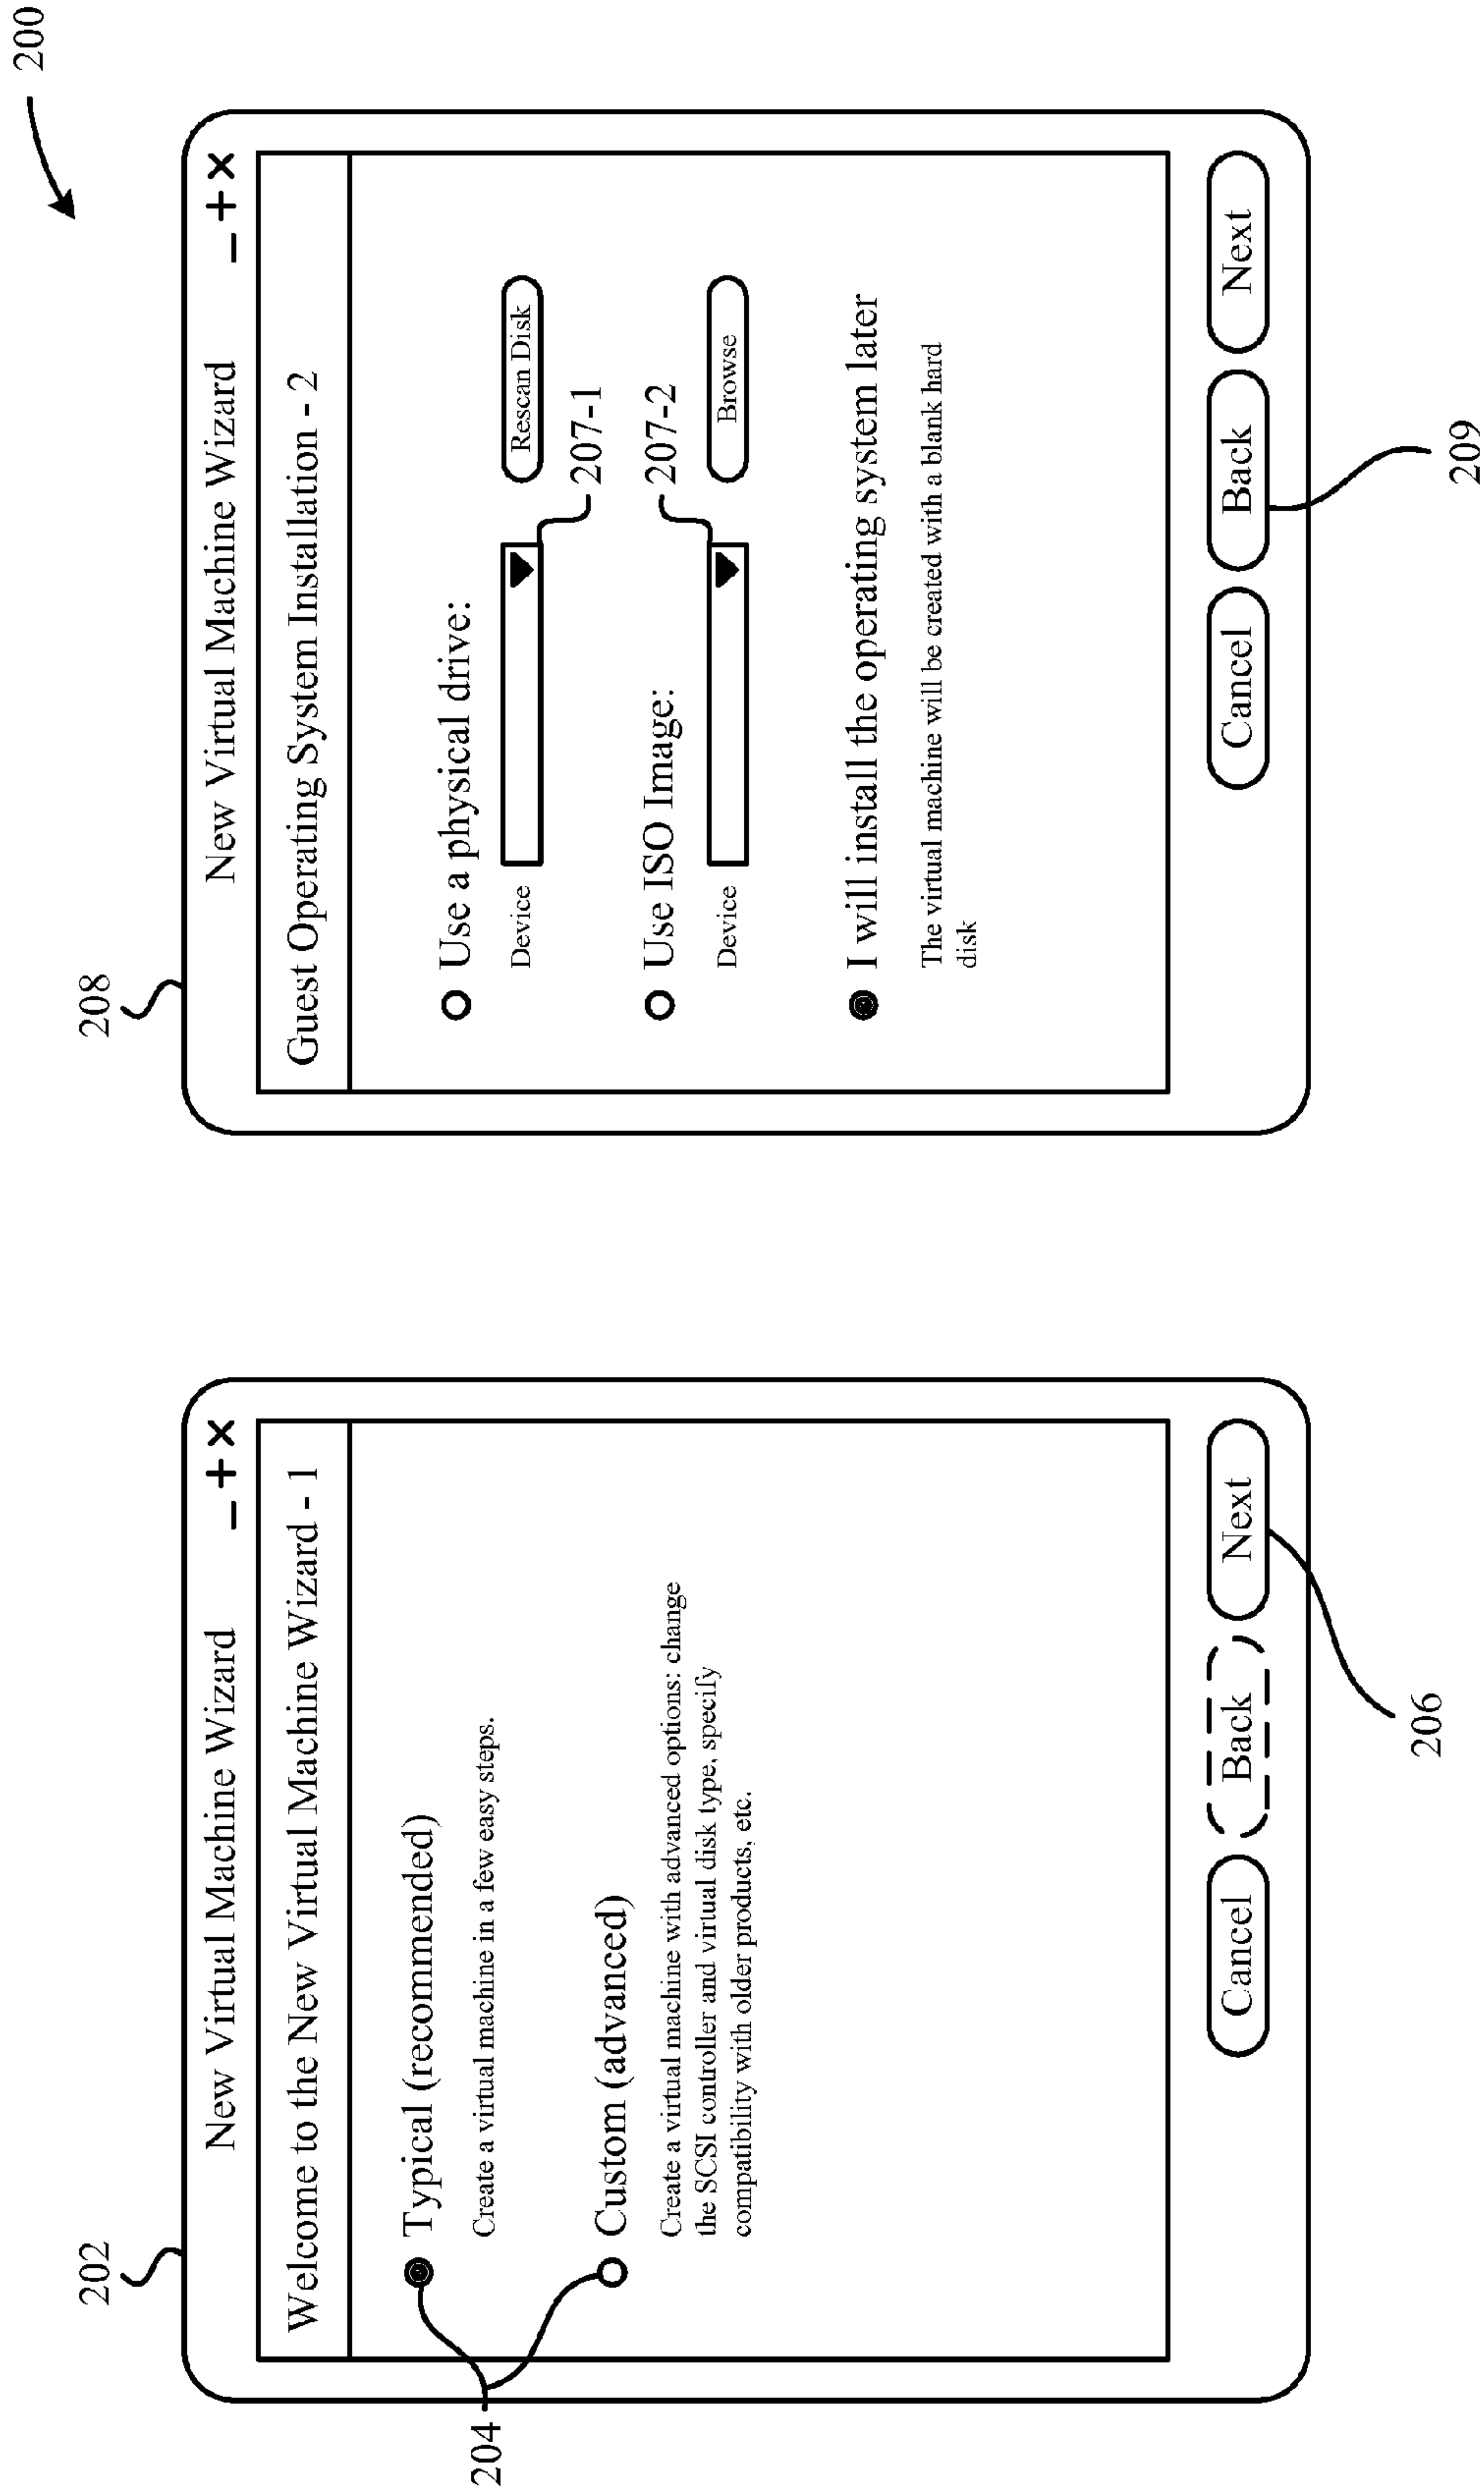 200
202
New Virtual Machine Wizard
Welcome to the New Virtual Machine Wizard - 1
204
Typical (recommended)
Create a virtual machine in a few easy steps.
Custom (advanced)
Create a virtual machine with advanced options: change
the SCSI controller and virtual disk type, specify
compatibility with older products, etc.
Cancel
Back
Next
206
208
New Virtual Machine Wizard
Guest Operating System Installation - 2
Use a physical drive:
Device
Rescan Disk
207-1
Use ISO Image:
207-2
Device
Browse
I will install the operating system later
The virtual machine will be created with a blank hard
disk
Cancel
Back
Next
209